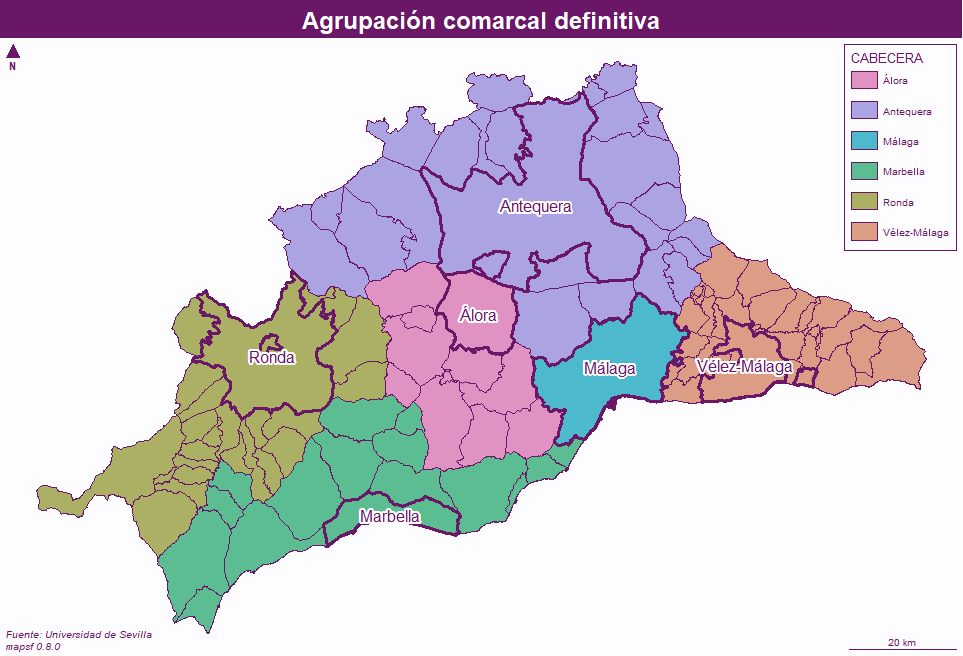 Agrupación comarcal definitiva
N
CABECERA
Álora
Antequera
Málaga
Marbella
Ronda
Vélez-Málaga
Antequera
Álora
Ronda
Málaga
Vélez-Málaga
Marbella
Fuente: Universidad de Sevilla
mapsf 0.8.0
20 km